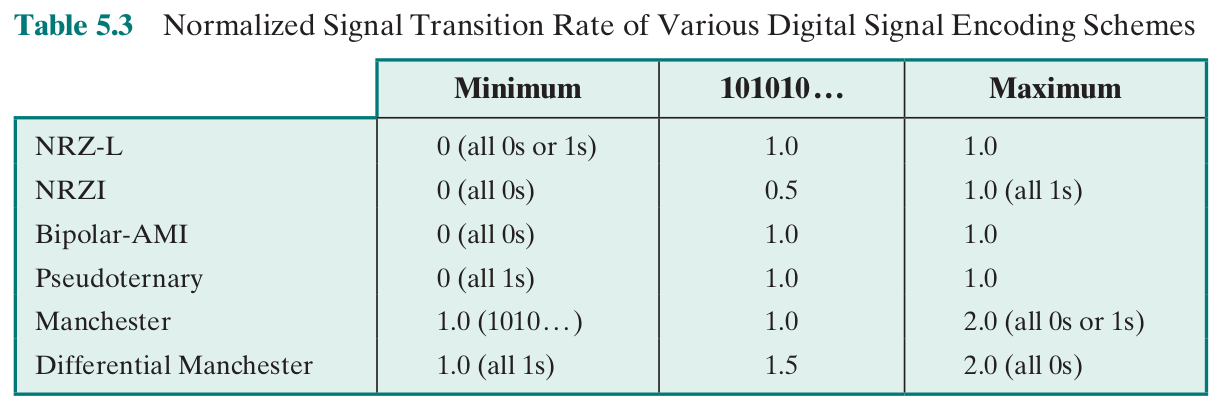 Table 5.3 Normalized Signal Transition Rate of Various Digital Signal Encoding Schemes
Minimum 101010... Maximum
NRZ-L 0 (all 0s or 1s) 1.0 1.0
NRZI 0 (all 0s) 0.5 1.0 (all 1s)
Bipolar-AMI 0 (all 0s) 1.0 1.0
Pseudoternary 0 (all 1s) 1.0 1.0
Manchester 1.0 (1010...) 1.0 2.0 (all 0s or 1s)
Differential Manchester 1.0 (all 1s) 1.5 2.0 (all 0s)